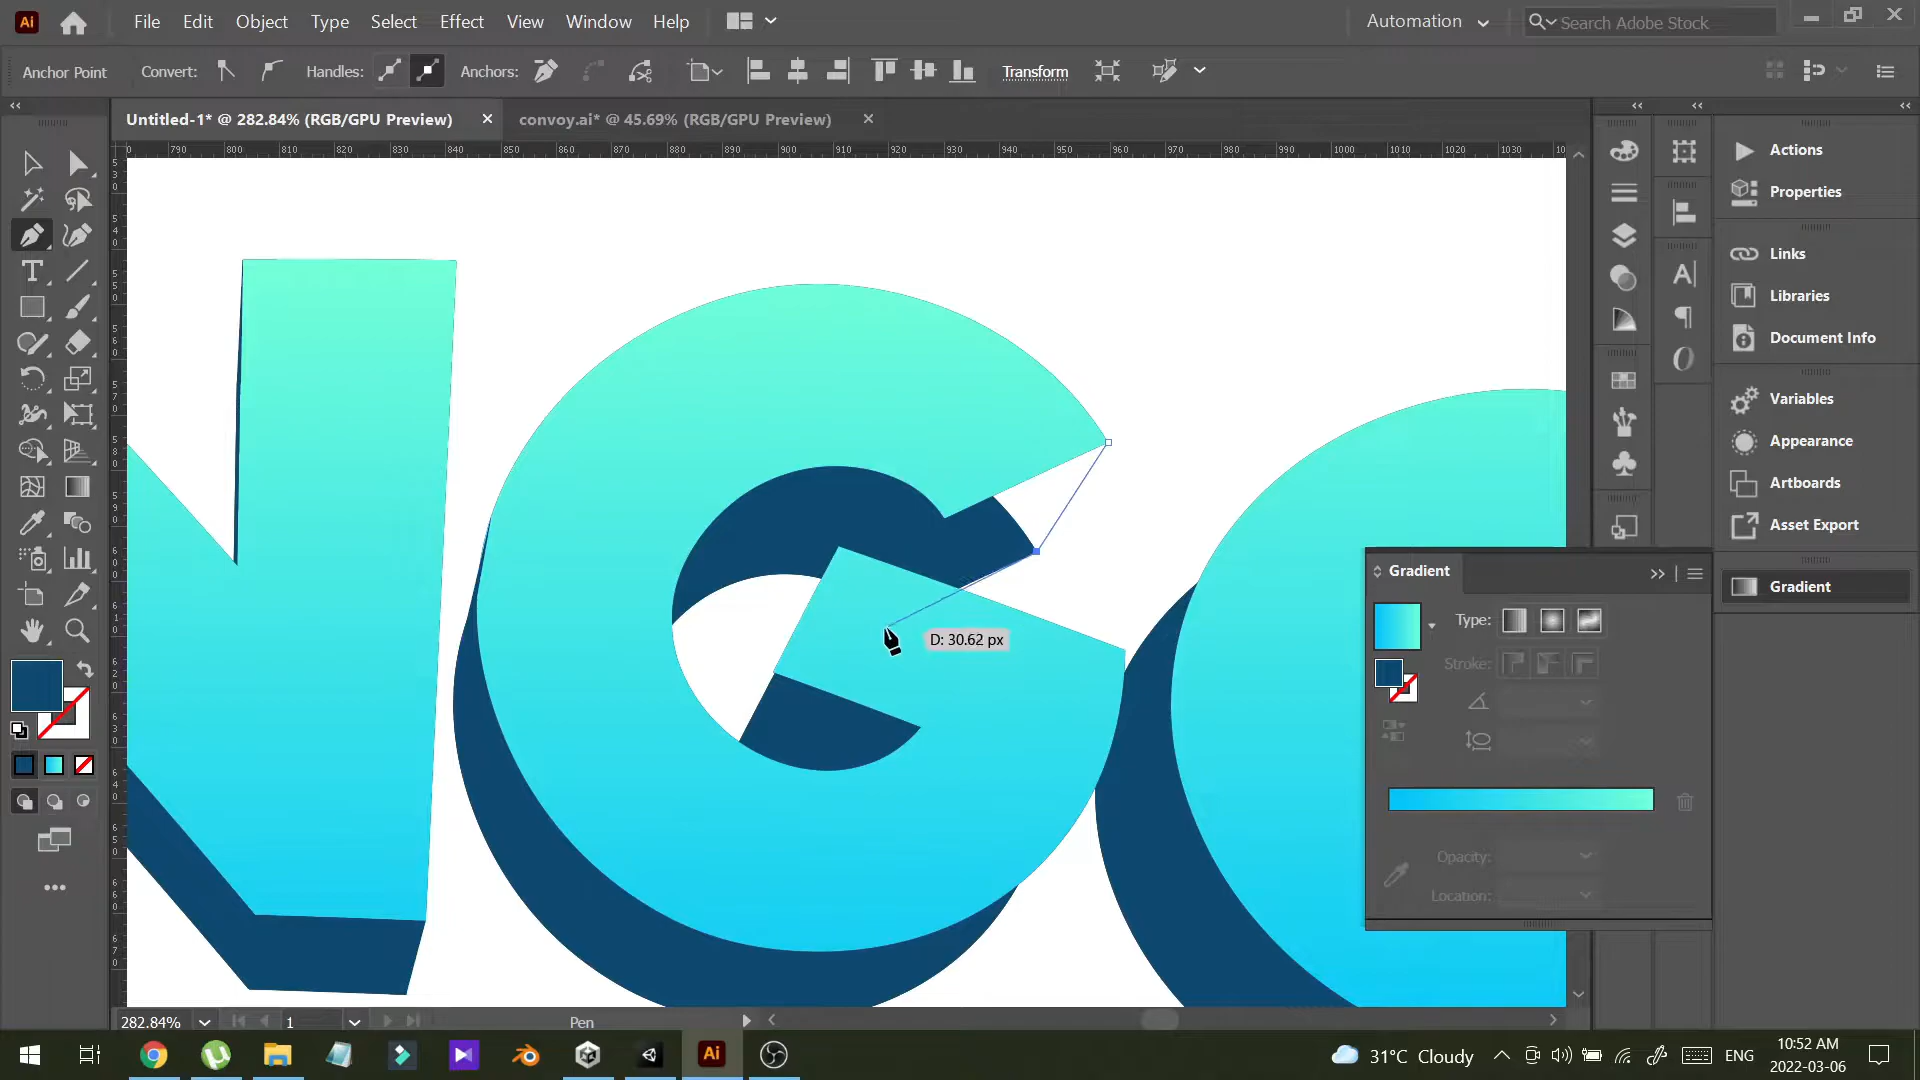 Ai File Edit Object Type Select Effect View Window Help Automation Search Adobe Stock
Anchor Point Convert: Handles: Anchors: Transform
Untitled-1* @ 282.84% (RGB/GPU Preview) convoy.ai* @ 45.69% (RGB/GPU Preview)
790 800 810 820 830 840 850 860 870 880 890 900 910 920 930 940 950 960 970 980 990 1000 1010 1020 1030
Actions
Properties
Links
Libraries
Document Info
Variables
Appearance
Artboards
Asset Export
Gradient
G
D: 30.62 px
Gradient
Type:
Stroke:
Opacity:
Location:
282.84% 1 Pen
Ai 31°C Cloudy ENG 10:52 AM
2022-03-06